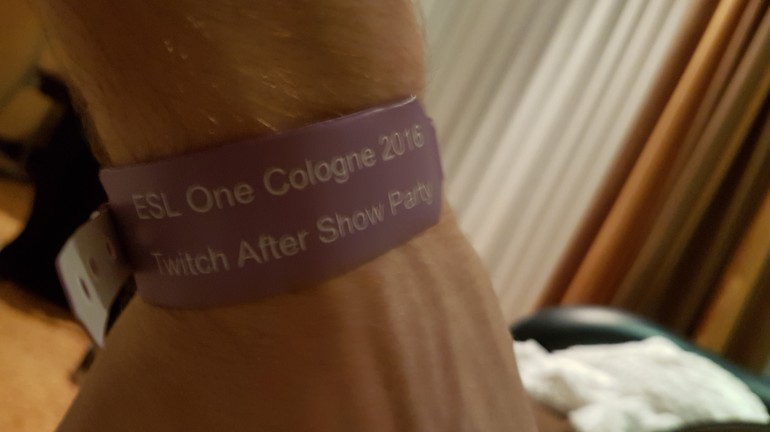 ESL One Cologne 2016
Twitch After Show Party